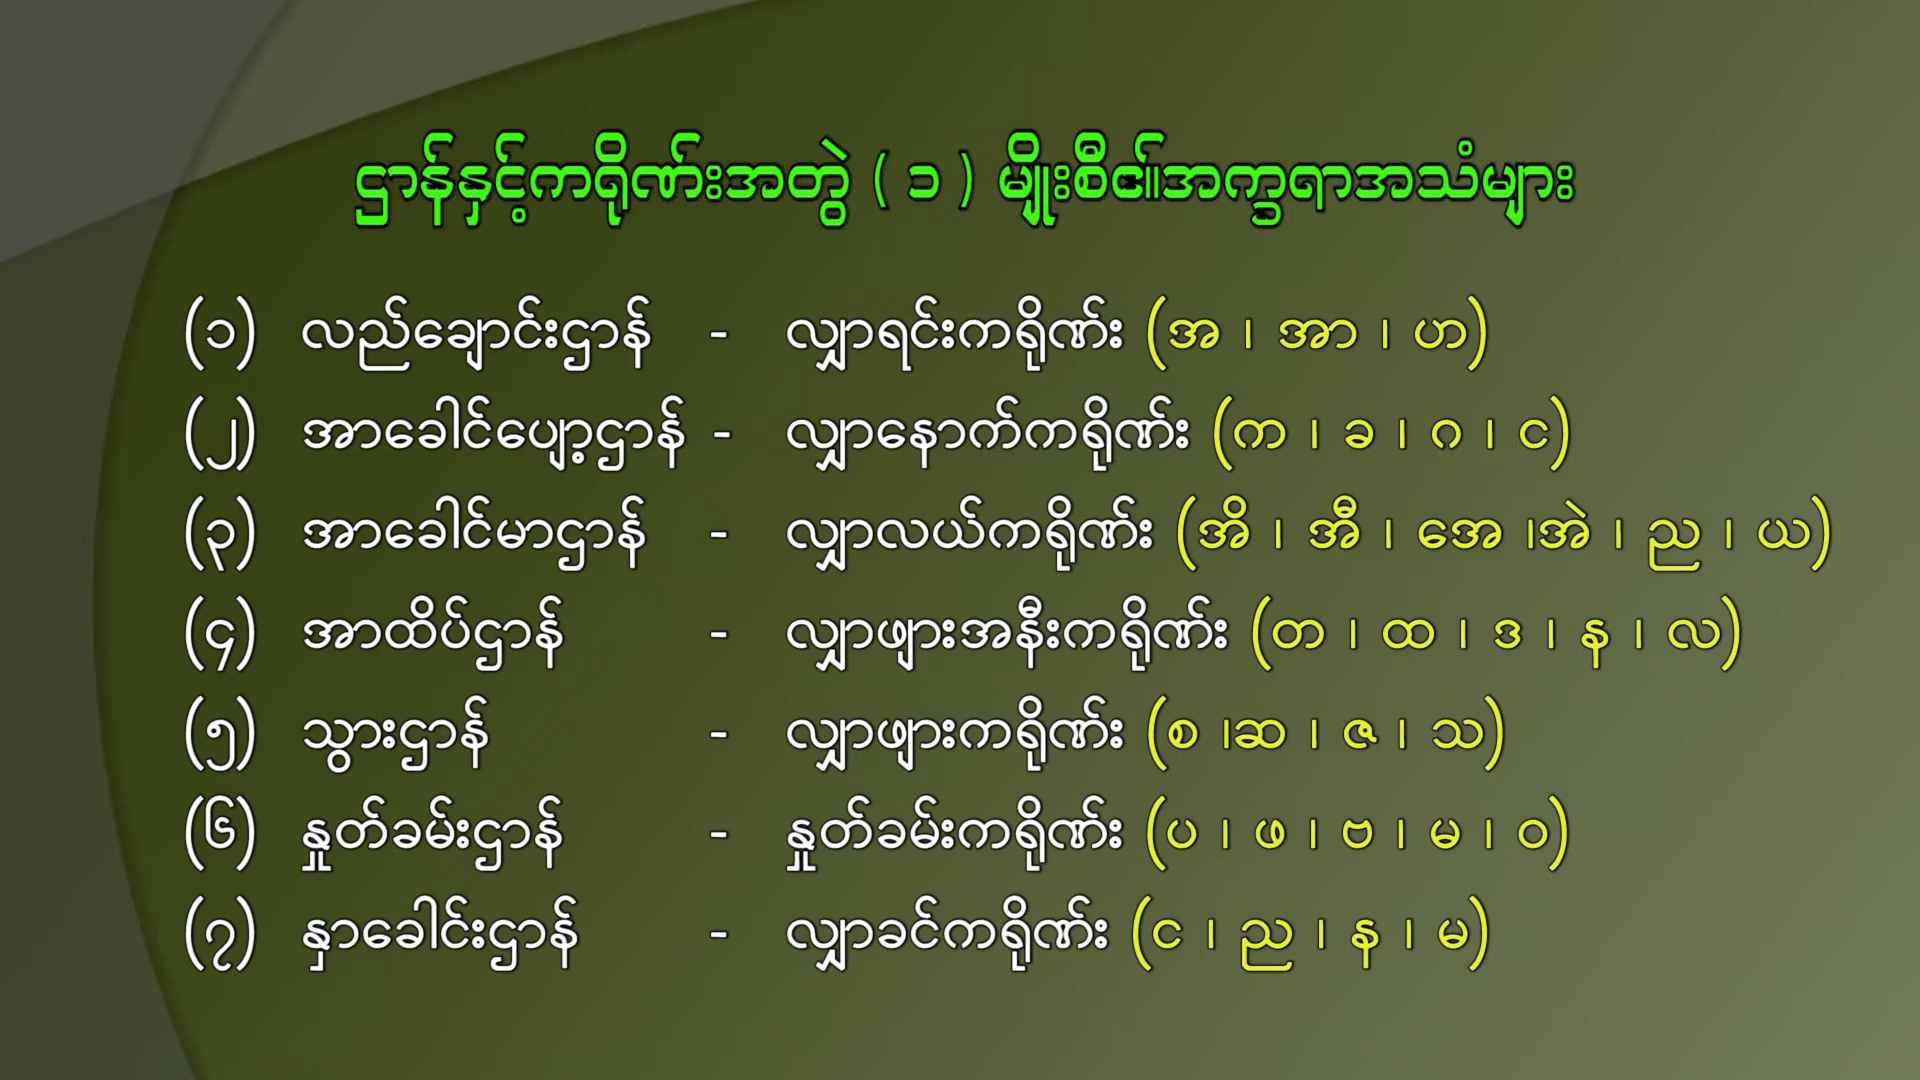 ဌာန်နှင့်ကရိုဏ်းအတွဲ ( ၁ ) မျိုးစီ၏အက္ခရာအသံများ
(၁) လည်ချောင်းဌာန် - လျှာရင်းကရိုဏ်း (အ ၊ အာ ၊ ဟ)
(၂) အာခေါင်ပျော့ဌာန် - လျှာနောက်ကရိုဏ်း (က ၊ ခ ၊ ဂ ၊ င)
(၃) အာခေါင်မာဌာန် - လျှာလယ်ကရိုဏ်း (အိ ၊ အီ ၊ အေ ၊အဲ ၊ ည ၊ ယ)
(၄) အာထိပ်ဌာန် - လျှာဖျားအနီးကရိုဏ်း (တ ၊ ထ ၊ ဒ ၊ န ၊ လ)
(၅) သွားဌာန် - လျှာဖျားကရိုဏ်း (စ ၊ဆ ၊ ဇ ၊ သ)
(၆) နှုတ်ခမ်းဌာန် - နှုတ်ခမ်းကရိုဏ်း (ပ ၊ ဖ ၊ ဗ ၊ မ ၊ ဝ)
(၇) နှာခေါင်းဌာန် - လျှာခင်ကရိုဏ်း (င ၊ ည ၊ န ၊ မ)